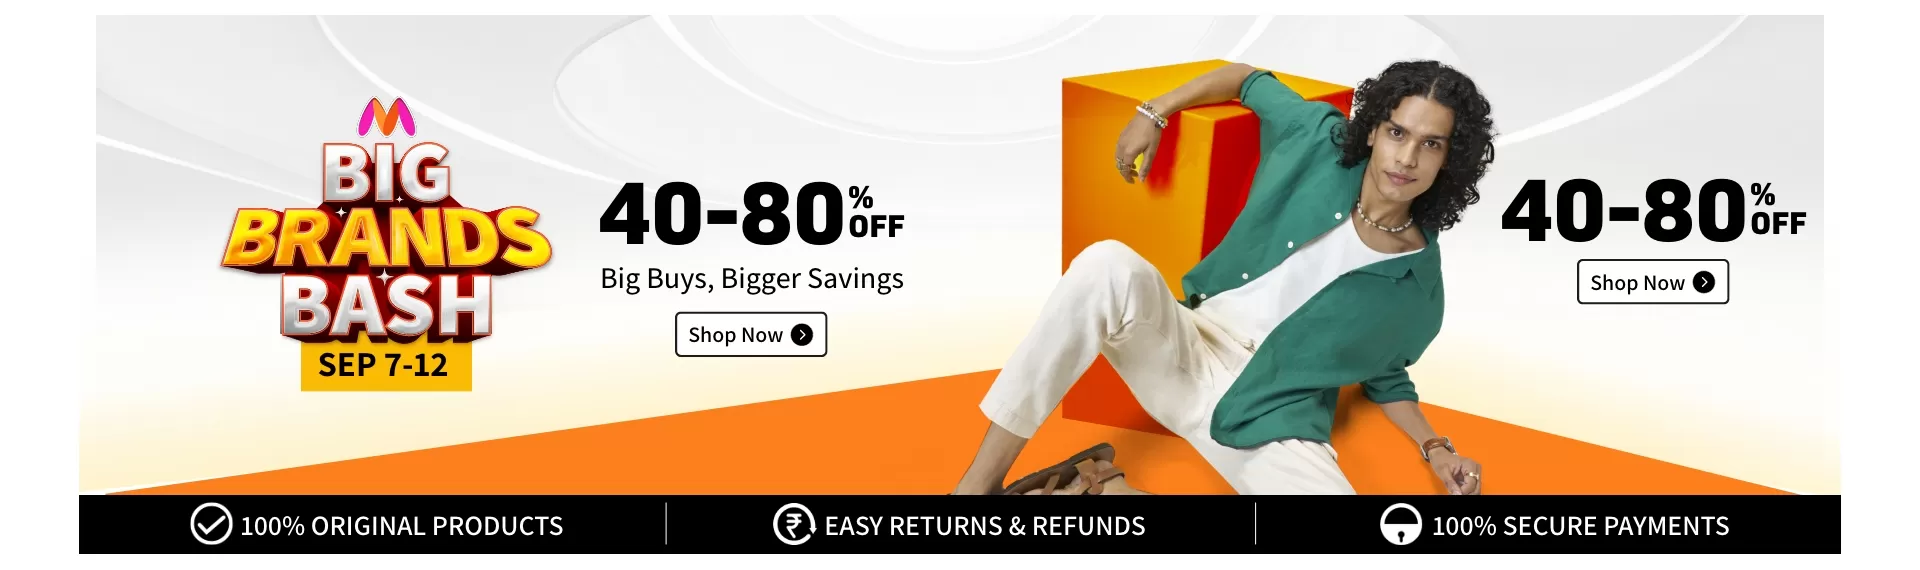 BIG
BRANDS
BASH
SEP 7-12
40-80% OFF
Big Buys, Bigger Savings
Shop Now
40-80% OFF
Shop Now
100% ORIGINAL PRODUCTS
EASY RETURNS & REFUNDS
100% SECURE PAYMENTS